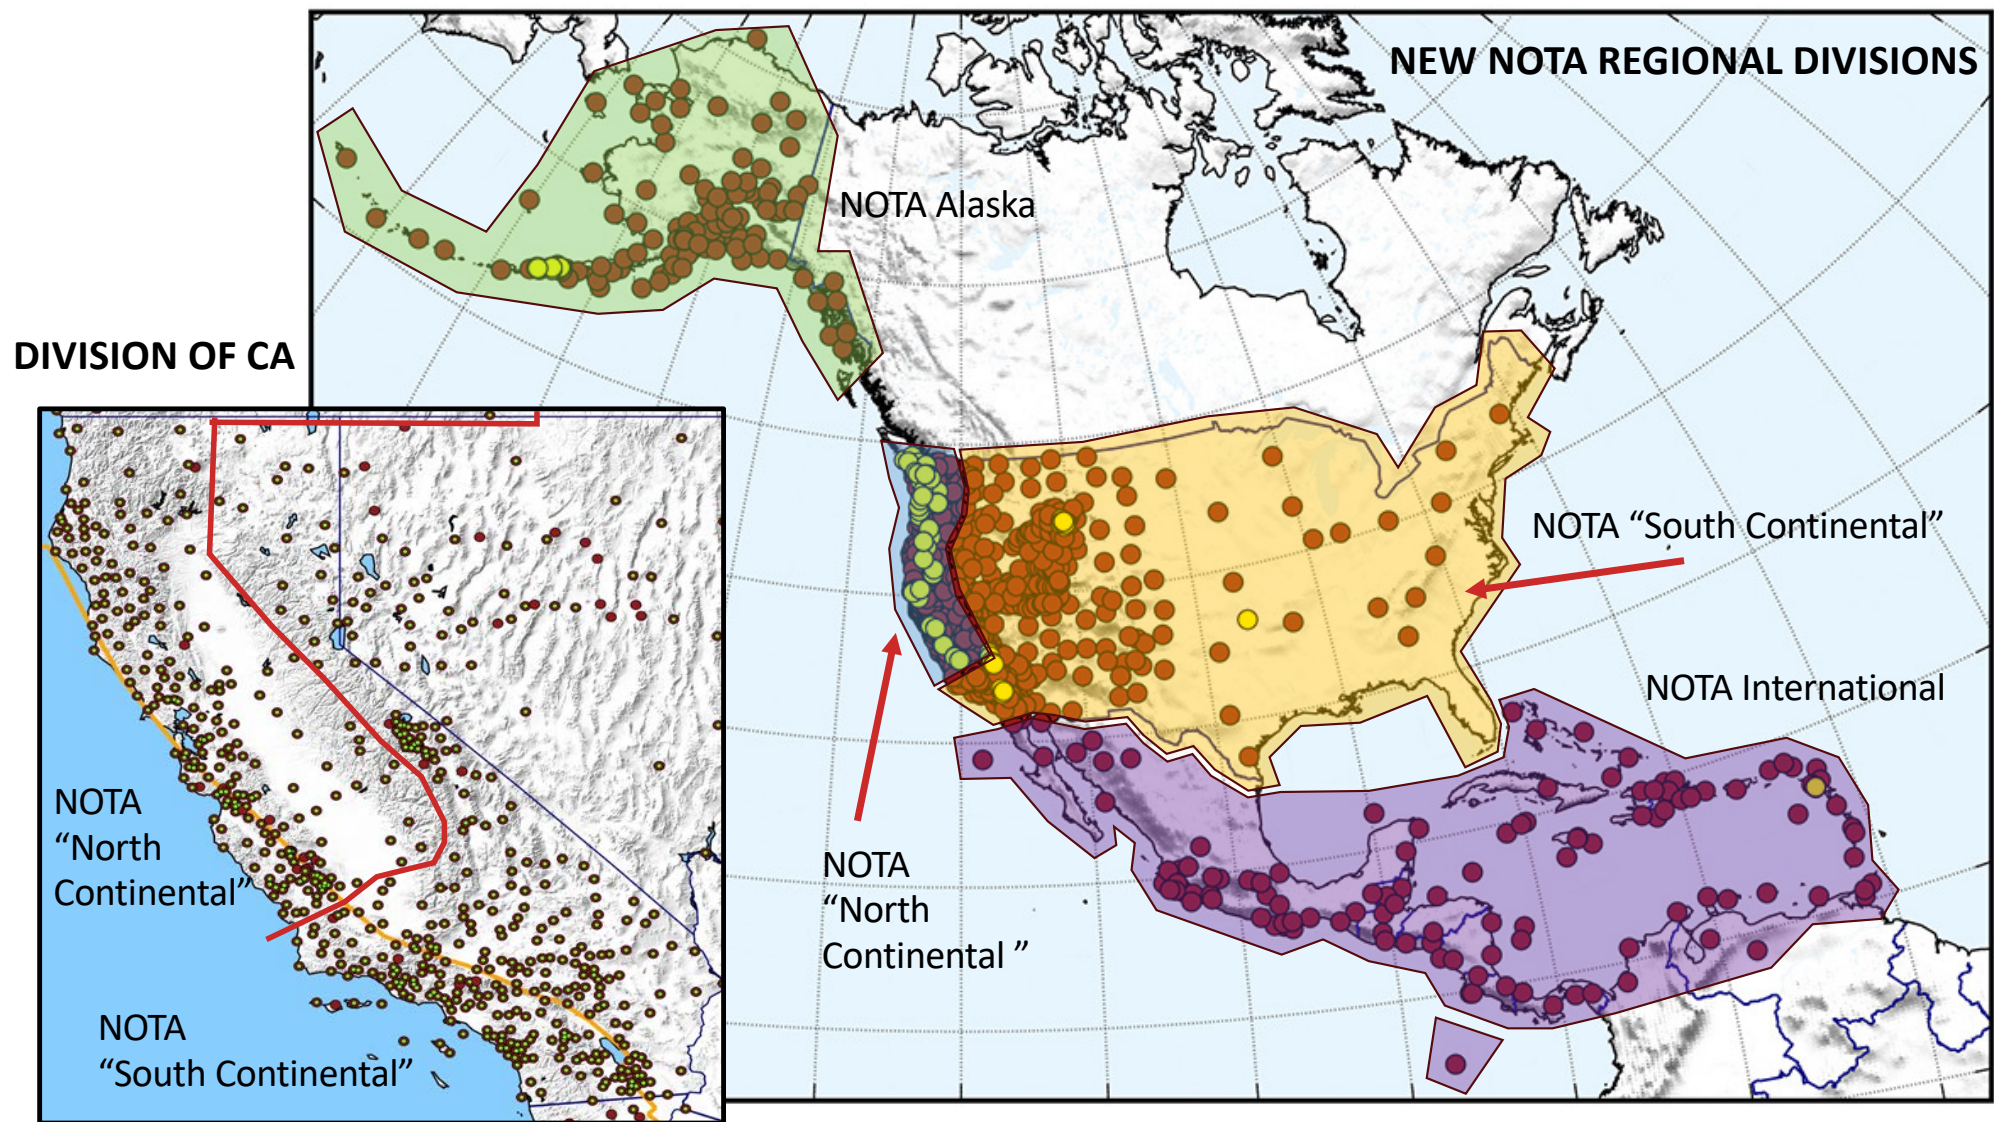 NEW NOTA REGIONAL DIVISIONS
NOTA Alaska
DIVISION OF CA
NOTA “South Continental”
NOTA International
NOTA
“North
Continental”
NOTA
“North
Continental ”
NOTA
“South Continental”